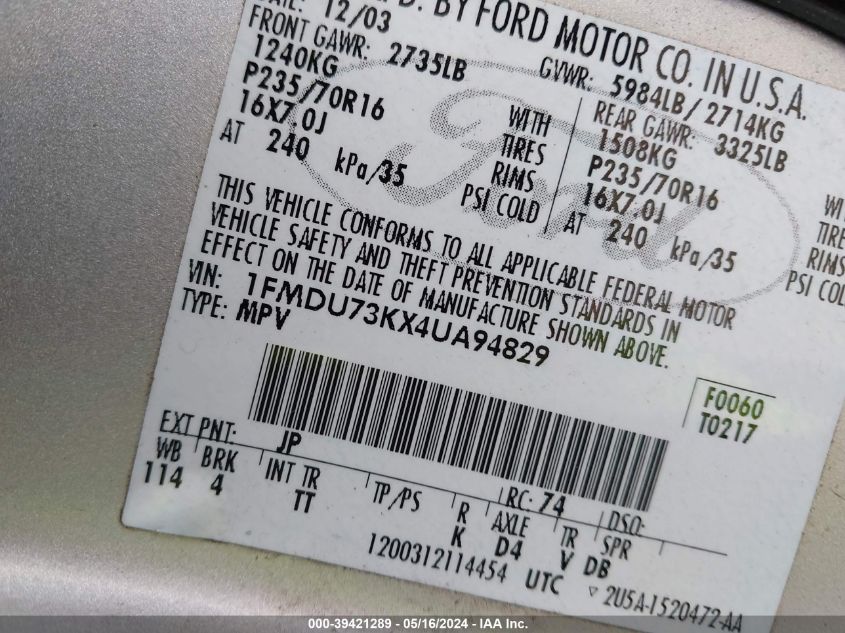 12/03
D. BY FORD MOTOR CO. IN U.S.A.
FRONT GAWR: 2735LB
1240KG
P235/70R16
16X7.0J
AT 240 kPa/35
WITH
TIRES
RIMS
PSI COLD
GVWR: 5984LB/2714KG
REAR GAWR: 3325LB
1508KG
P235/70R16
16X7.0J
AT 240 kPa/35
RIMS
Ford
THIS VEHICLE CONFORMS TO ALL APPLICABLE FEDERAL MOTOR
VEHICLE SAFETY AND THEFT PREVENTION STANDARDS IN
EFFECT ON THE DATE OF MANUFACTURE SHOWN ABOVE.
VIN: 1FMDU73KX4UA94829
TYPE: MPV
F0060
T0217
EXT PNT: JP
RC: 74 DSO:
WB BRK INT TR TP/PS R AXLE TR SPR
114 4 TT K D4 V DB
1200312114454 UTC
▽ 2U5A-1520472-AA
000-39421289 - 05/16/2024 - IAA Inc.